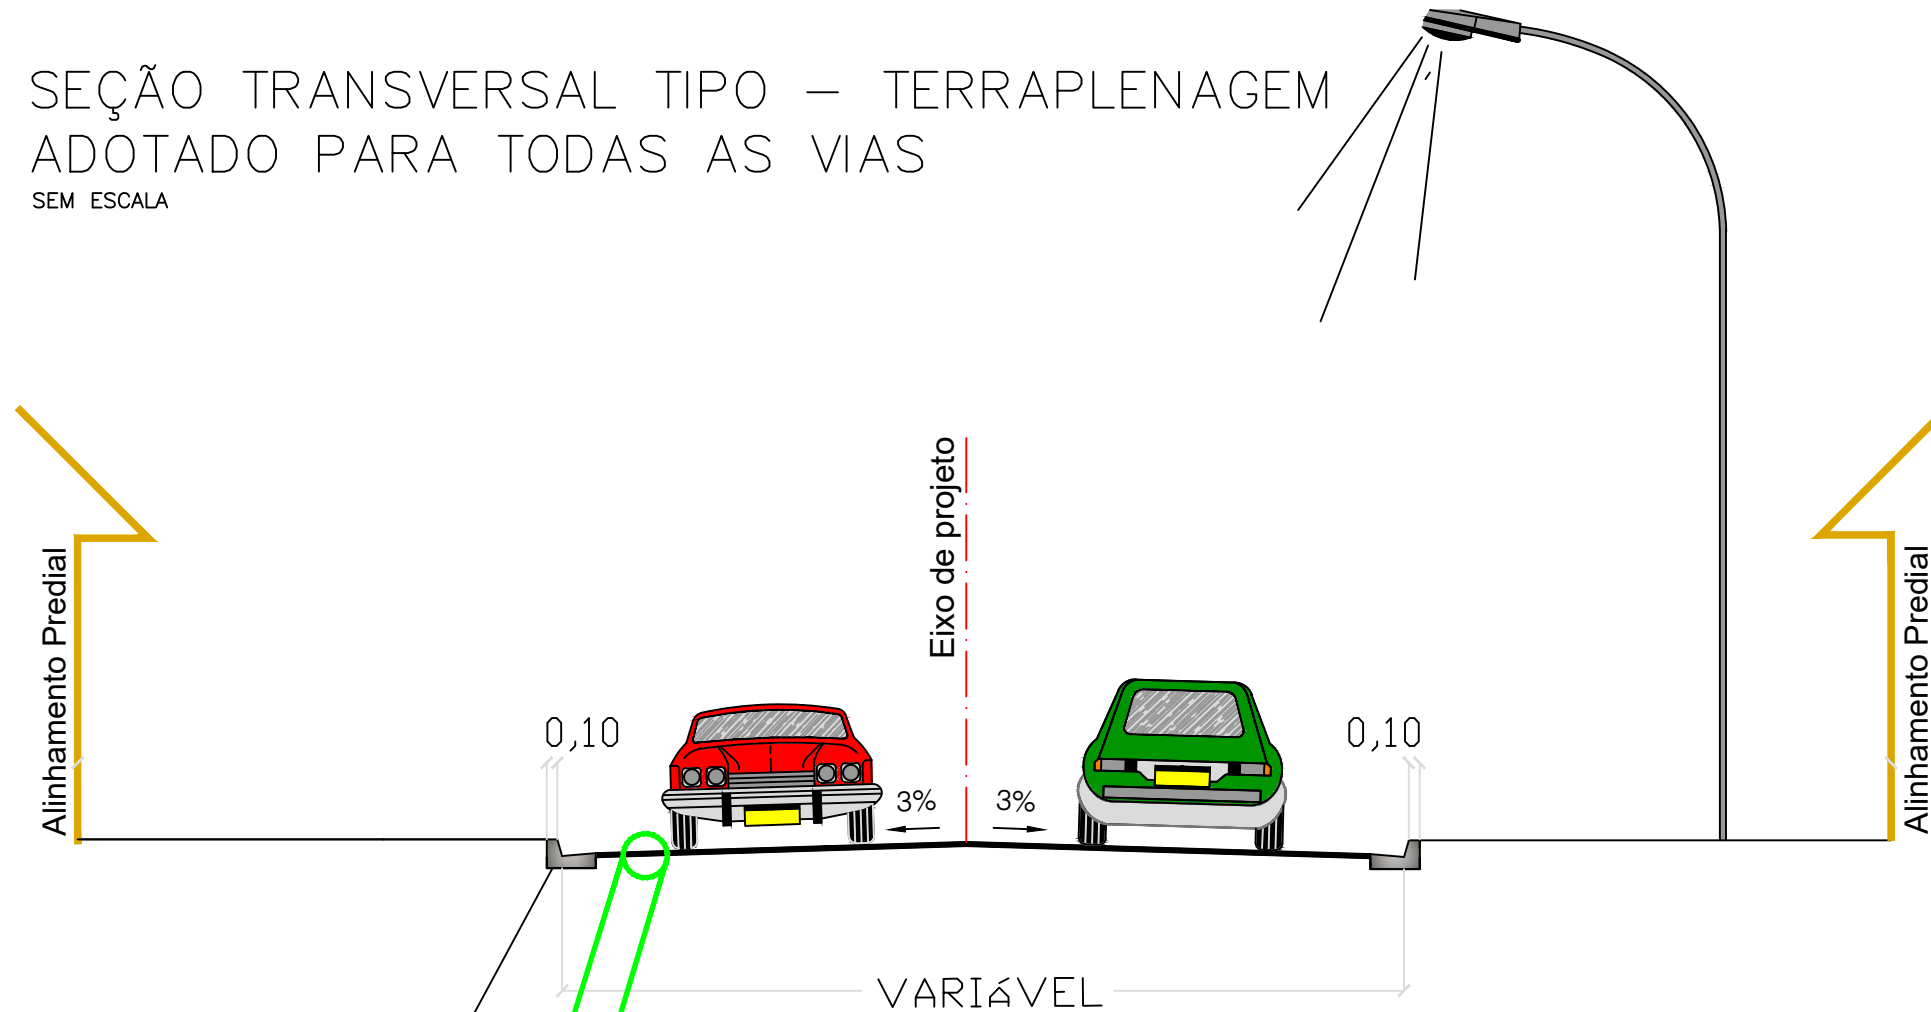 SEÇÃO TRANSVERSAL TIPO – TERRAPLENAGEM
ADOTADO PARA TODAS AS VIAS
SEM ESCALA
Alinhamento Predial
Eixo de projeto
Alinhamento Predial
0,10
0,10
3%
3%
VARIáVEL